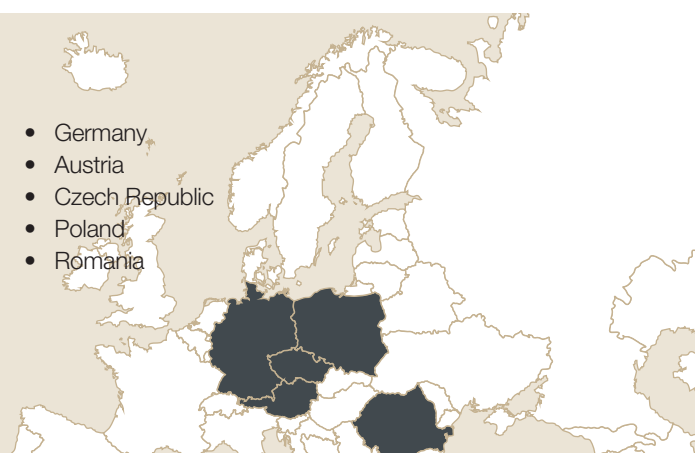 • Germany
• Austria
• Czech Republic
• Poland
• Romania